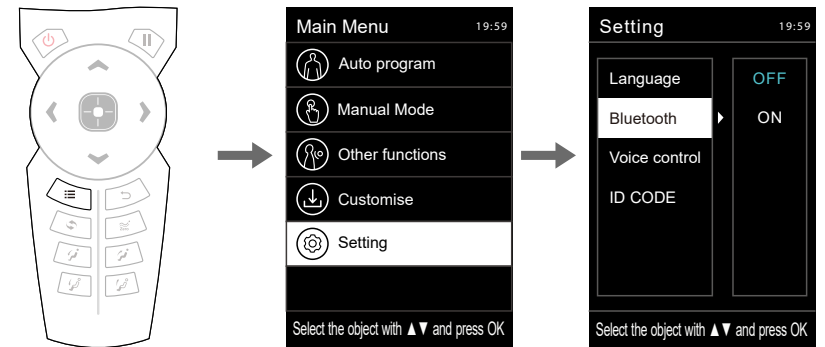 Main Menu 19:59
Auto program
Manual Mode
Other functions
Customise
Setting
Select the object with ▲▼ and press OK
Setting 19:59
Language
Bluetooth
Voice control
ID CODE
OFF
ON
Select the object with ▲▼ and press OK